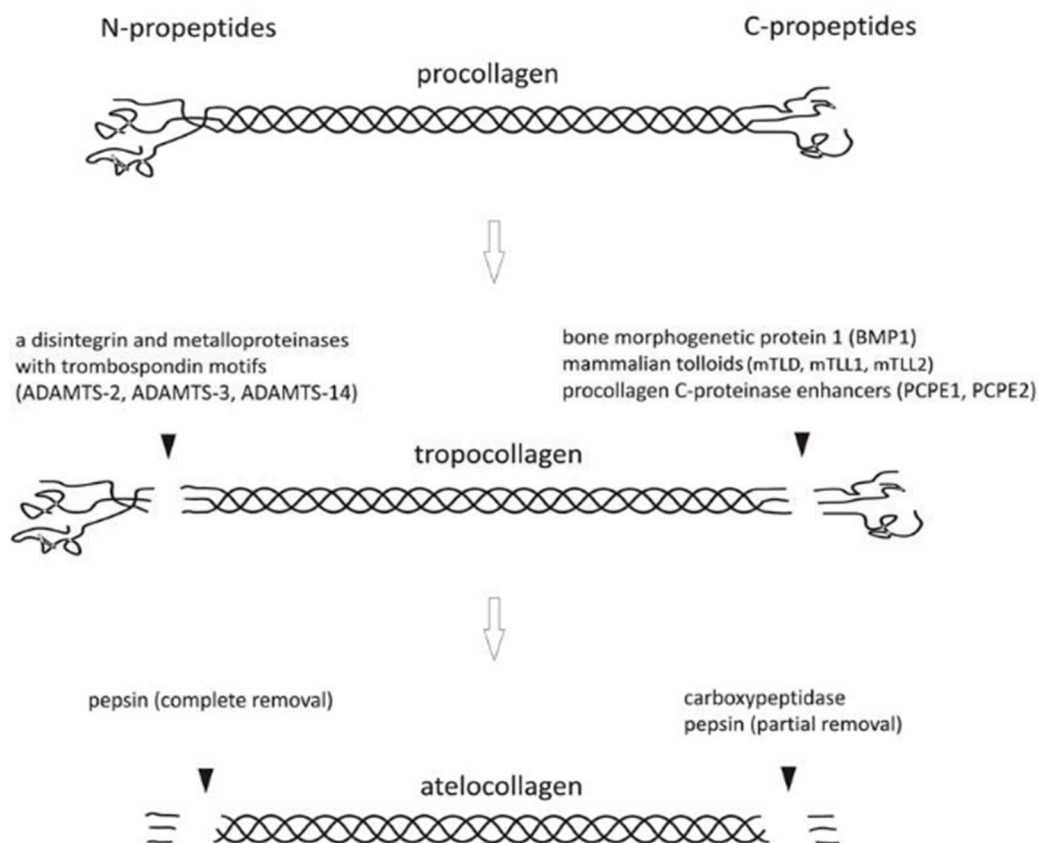 N-propeptides
C-propeptides
procollagen
a disintegrin and metalloproteinases
with trombospondin motifs
(ADAMTS-2, ADAMTS-3, ADAMTS-14)
bone morphogenetic protein 1 (BMP1)
mammalian tolloids (mTLD, mTLL1, mTLL2)
procollagen C-proteinase enhancers (PCPE1, PCPE2)
tropocollagen
pepsin (complete removal)
carboxypeptidase
pepsin (partial removal)
atelocollagen